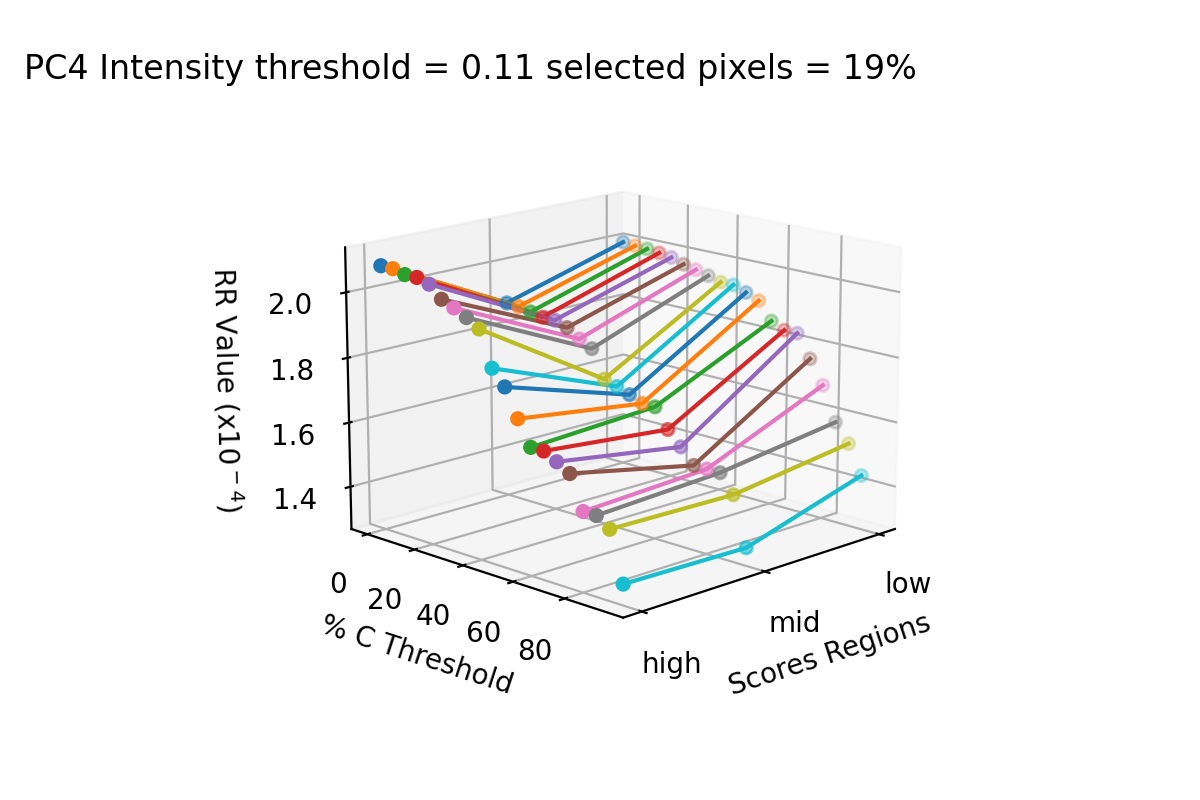 PC4 Intensity threshold = 0.11 selected pixels = 19%
RR Value (x10⁻⁴)
2.0
1.8
1.6
1.4
0
20
40
60
80
% C Threshold
high
mid
low
Scores Regions